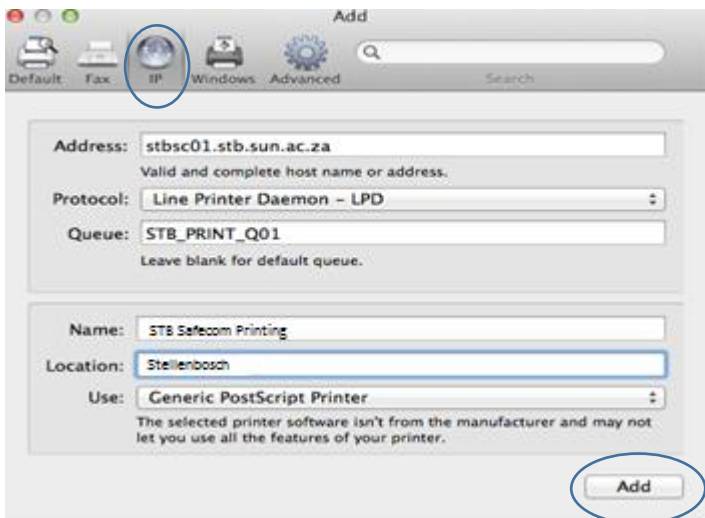 Add
Default Fax IP Windows Advanced Search
Address: stbsc01.stb.sun.ac.za
Valid and complete host name or address.
Protocol: Line Printer Daemon – LPD
Queue: STB_PRINT_Q01
Leave blank for default queue.
Name: STB Safecom Printing
Location: Stellenbosch
Use: Generic PostScript Printer
The selected printer software isn't from the manufacturer and may not
let you use all the features of your printer.
Add